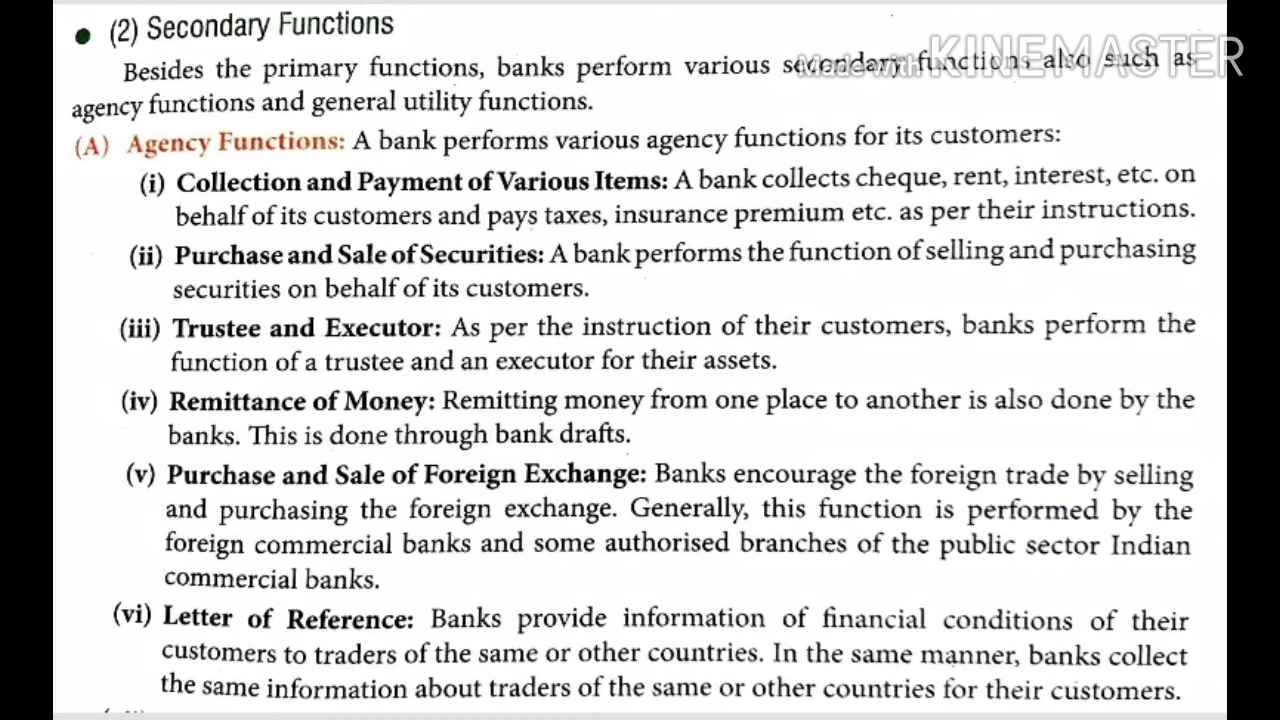 (2) Secondary Functions
Besides the primary functions, banks perform various secondary functions also such as
agency functions and general utility functions.
(A) Agency Functions: A bank performs various agency functions for its customers:
(i) Collection and Payment of Various Items: A bank collects cheque, rent, interest, etc. on
behalf of its customers and pays taxes, insurance premium etc. as per their instructions.
(ii) Purchase and Sale of Securities: A bank performs the function of selling and purchasing
securities on behalf of its customers.
(iii) Trustee and Executor: As per the instruction of their customers, banks perform the
function of a trustee and an executor for their assets.
(iv) Remittance of Money: Remitting money from one place to another is also done by the
banks. This is done through bank drafts.
(v) Purchase and Sale of Foreign Exchange: Banks encourage the foreign trade by selling
and purchasing the foreign exchange. Generally, this function is performed by the
foreign commercial banks and some authorised branches of the public sector Indian
commercial banks.
(vi) Letter of Reference: Banks provide information of financial conditions of their
customers to traders of the same or other countries. In the same manner, banks collect
the same information about traders of the same or other countries for their customers.
Made with KINEMASTER